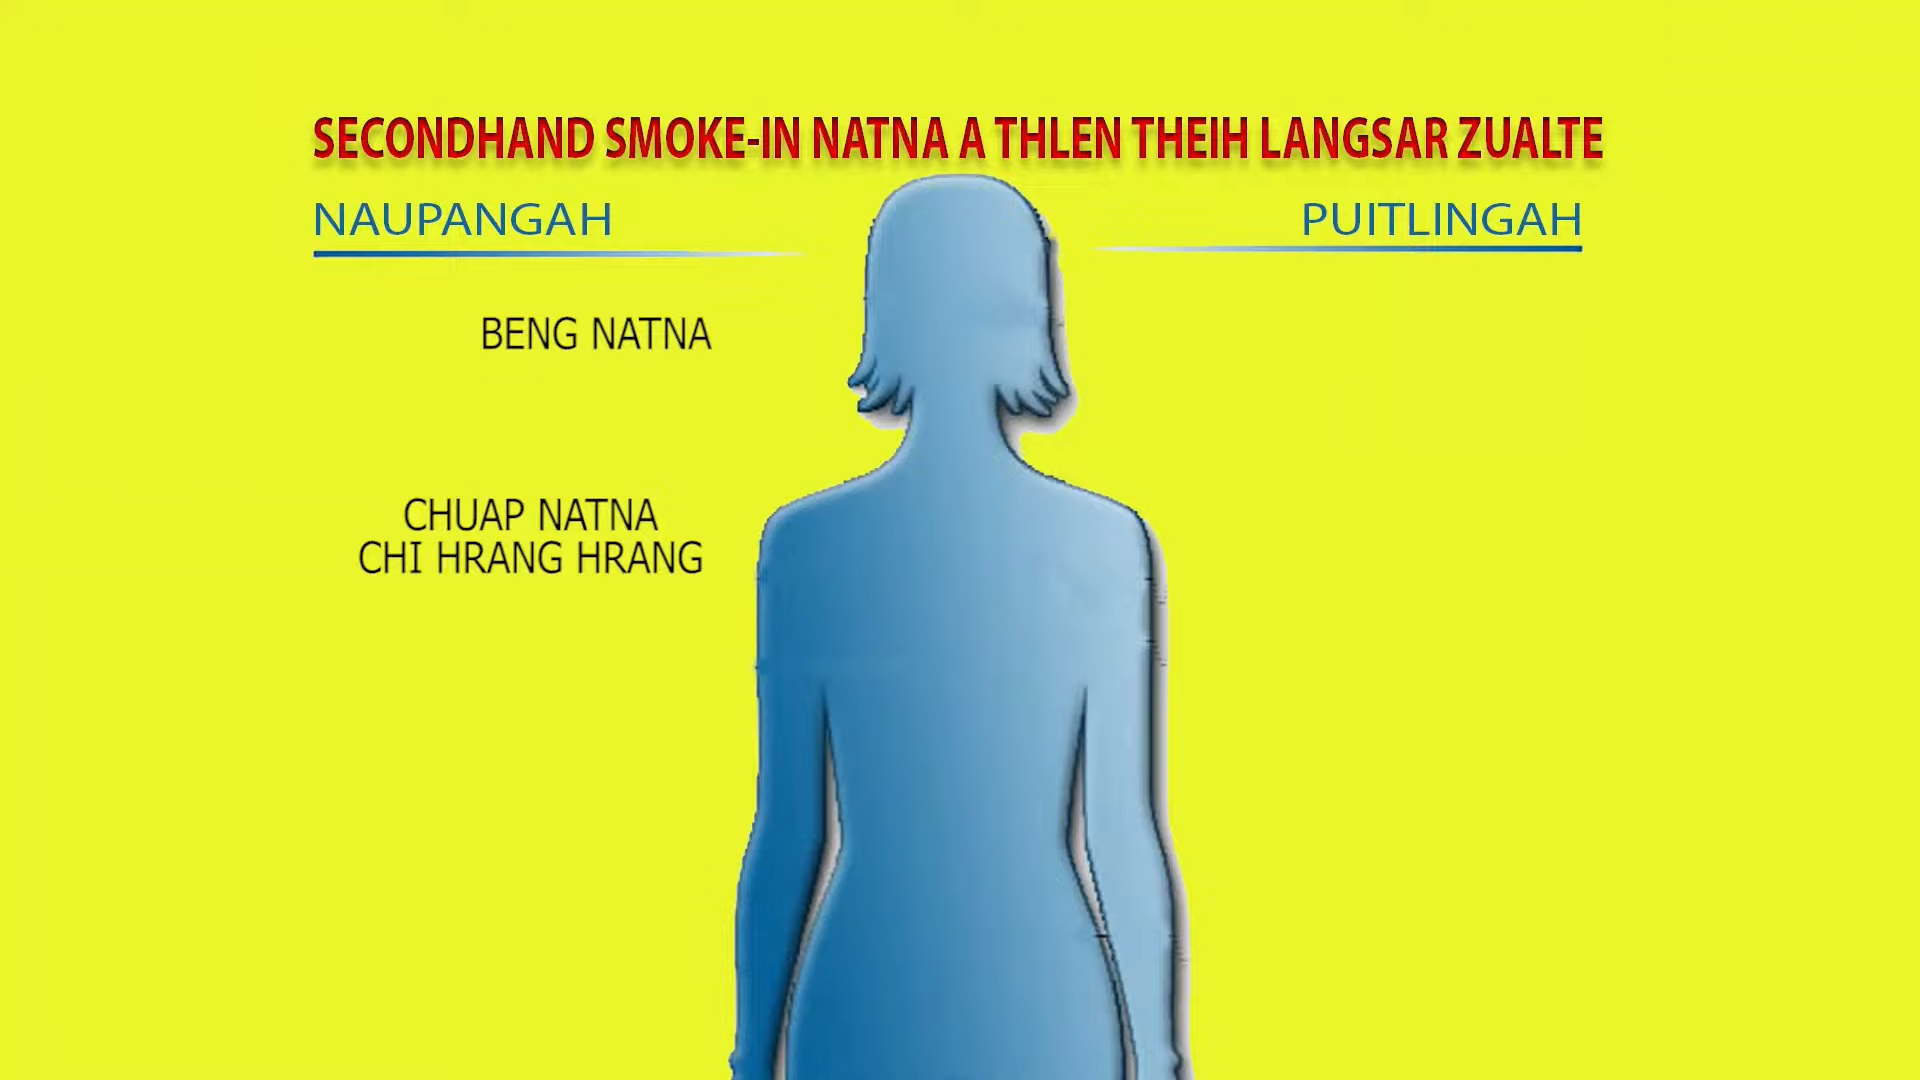 SECONDHAND SMOKE-IN NATNA A THLEN THEIH LANGSAR ZUALTE
NAUPANGAH
PUITLINGAH
BENG NATNA
CHUAP NATNA
CHI HRANG HRANG